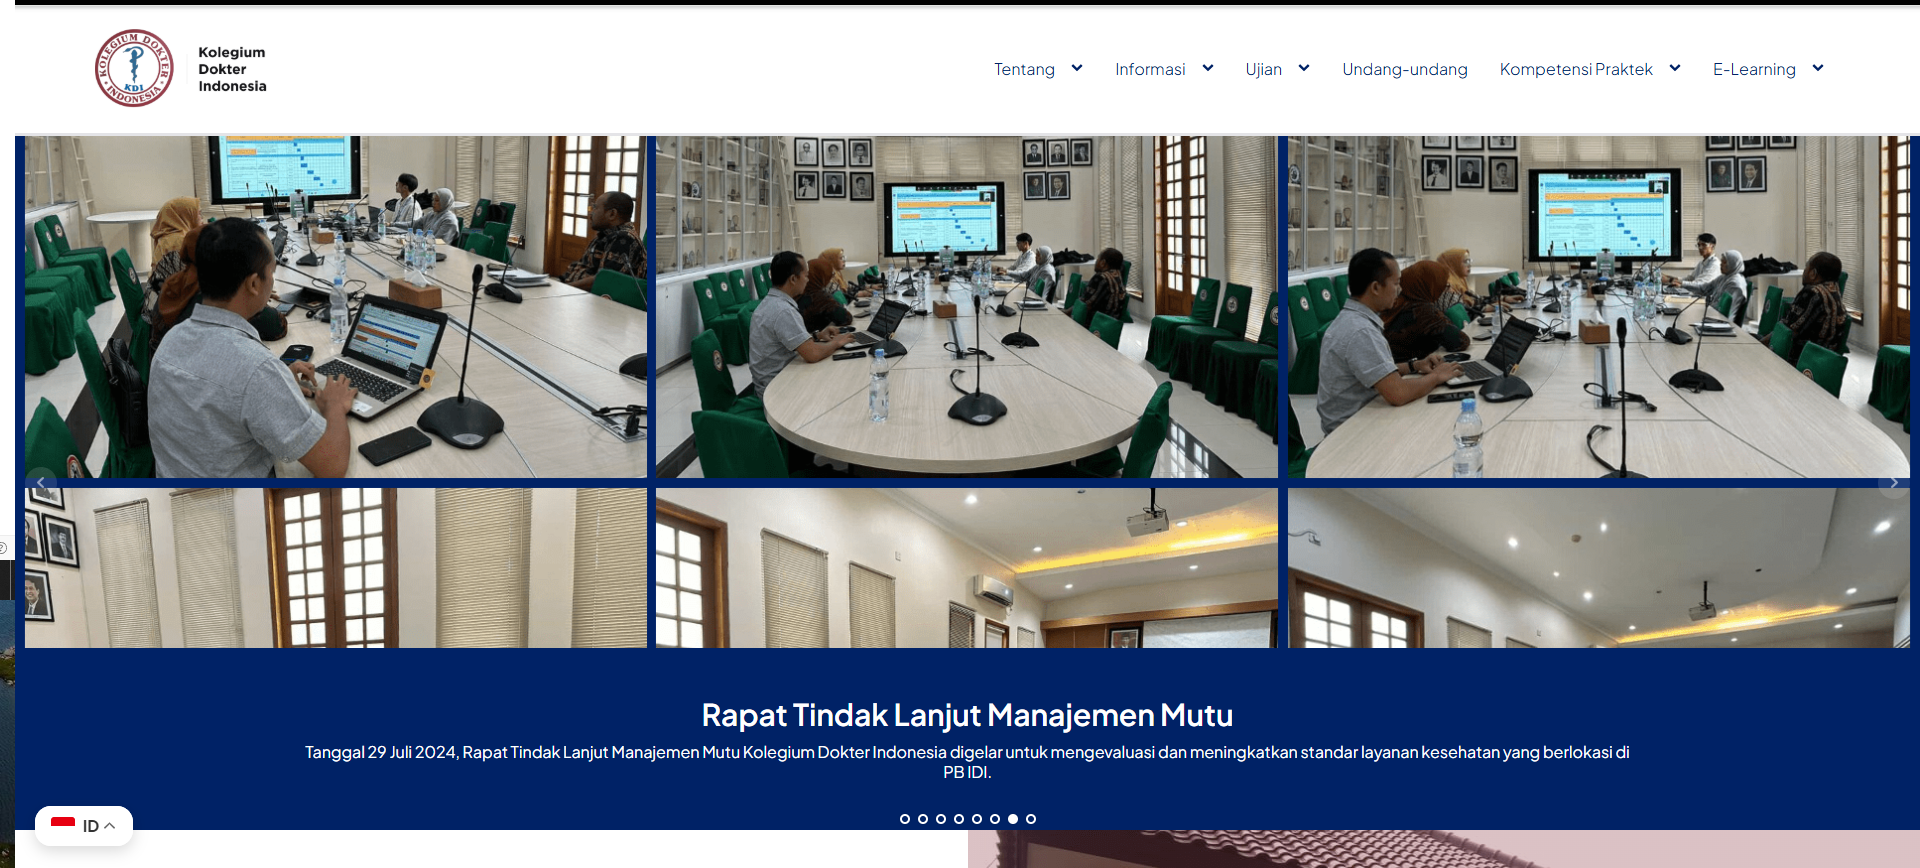 KOLEGIUM DOKTER
INDONESIA
KDI
Kolegium
Dokter
Indonesia
Tentang
Informasi
Ujian
Undang-undang
Kompetensi Praktek
E-Learning
Rapat Tindak Lanjut Manajemen Mutu
Tanggal 29 Juli 2024, Rapat Tindak Lanjut Manajemen Mutu Kolegium Dokter Indonesia digelar untuk mengevaluasi dan meningkatkan standar layanan kesehatan yang berlokasi di
PB IDI.
ID